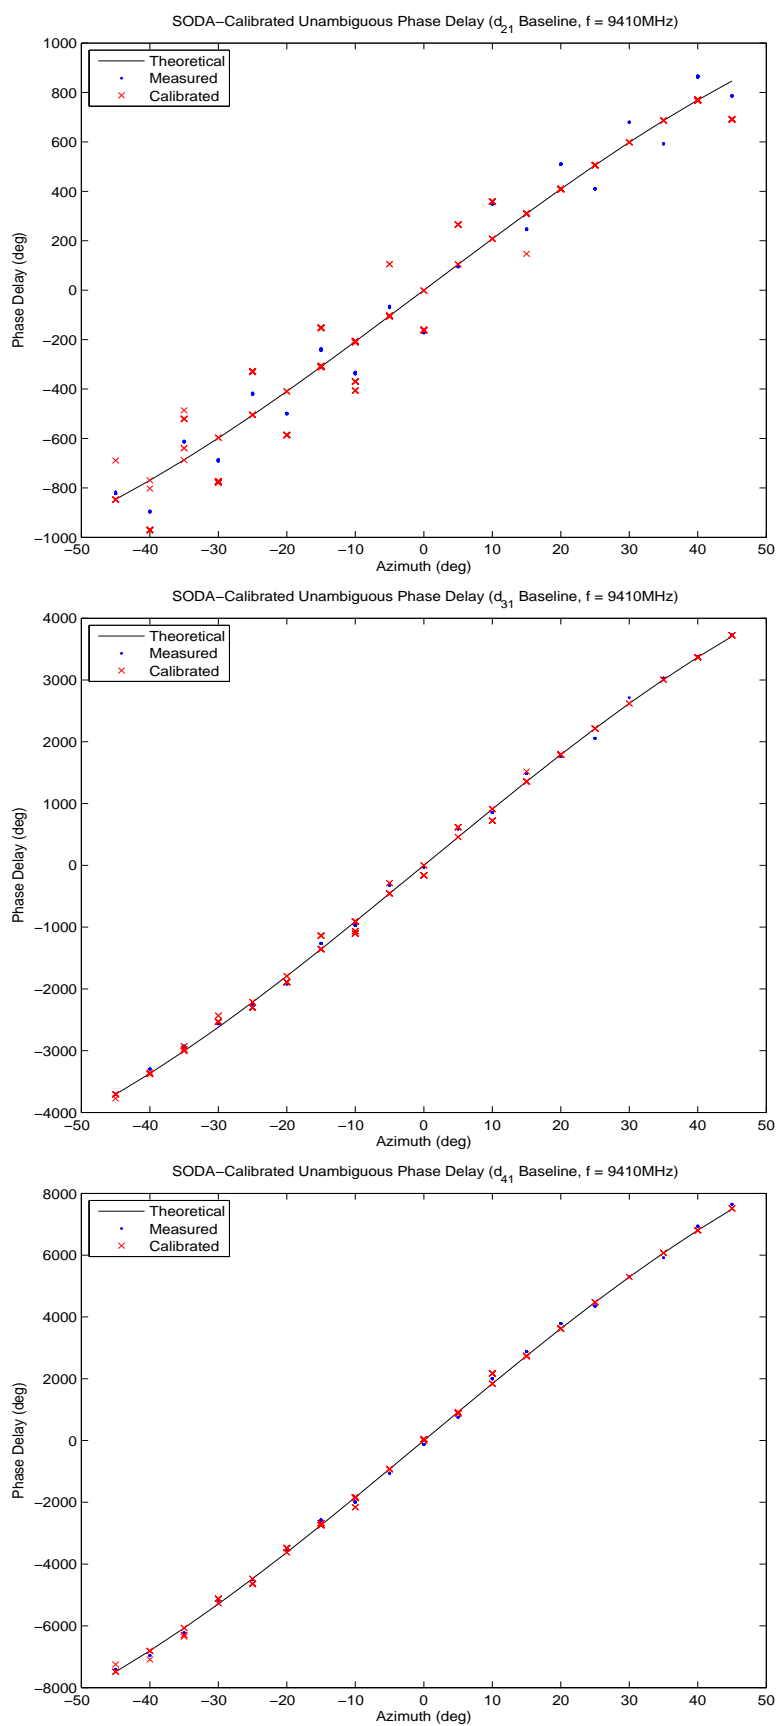 SODA−Calibrated Unambiguous Phase Delay (d21 Baseline, f = 9410MHz)
1000
800
600
400
200
0
−200
−400
−600
−800
−1000
Phase Delay (deg)
Theoretical
Measured
Calibrated
−50 −40 −30 −20 −10 0 10 20 30 40 50
Azimuth (deg)
SODA−Calibrated Unambiguous Phase Delay (d31 Baseline, f = 9410MHz)
4000
3000
2000
1000
0
−1000
−2000
−3000
−4000
Phase Delay (deg)
Theoretical
Measured
Calibrated
−50 −40 −30 −20 −10 0 10 20 30 40 50
Azimuth (deg)
SODA−Calibrated Unambiguous Phase Delay (d41 Baseline, f = 9410MHz)
8000
6000
4000
2000
0
−2000
−4000
−6000
−8000
Phase Delay (deg)
Theoretical
Measured
Calibrated
−50 −40 −30 −20 −10 0 10 20 30 40 50
Azimuth (deg)